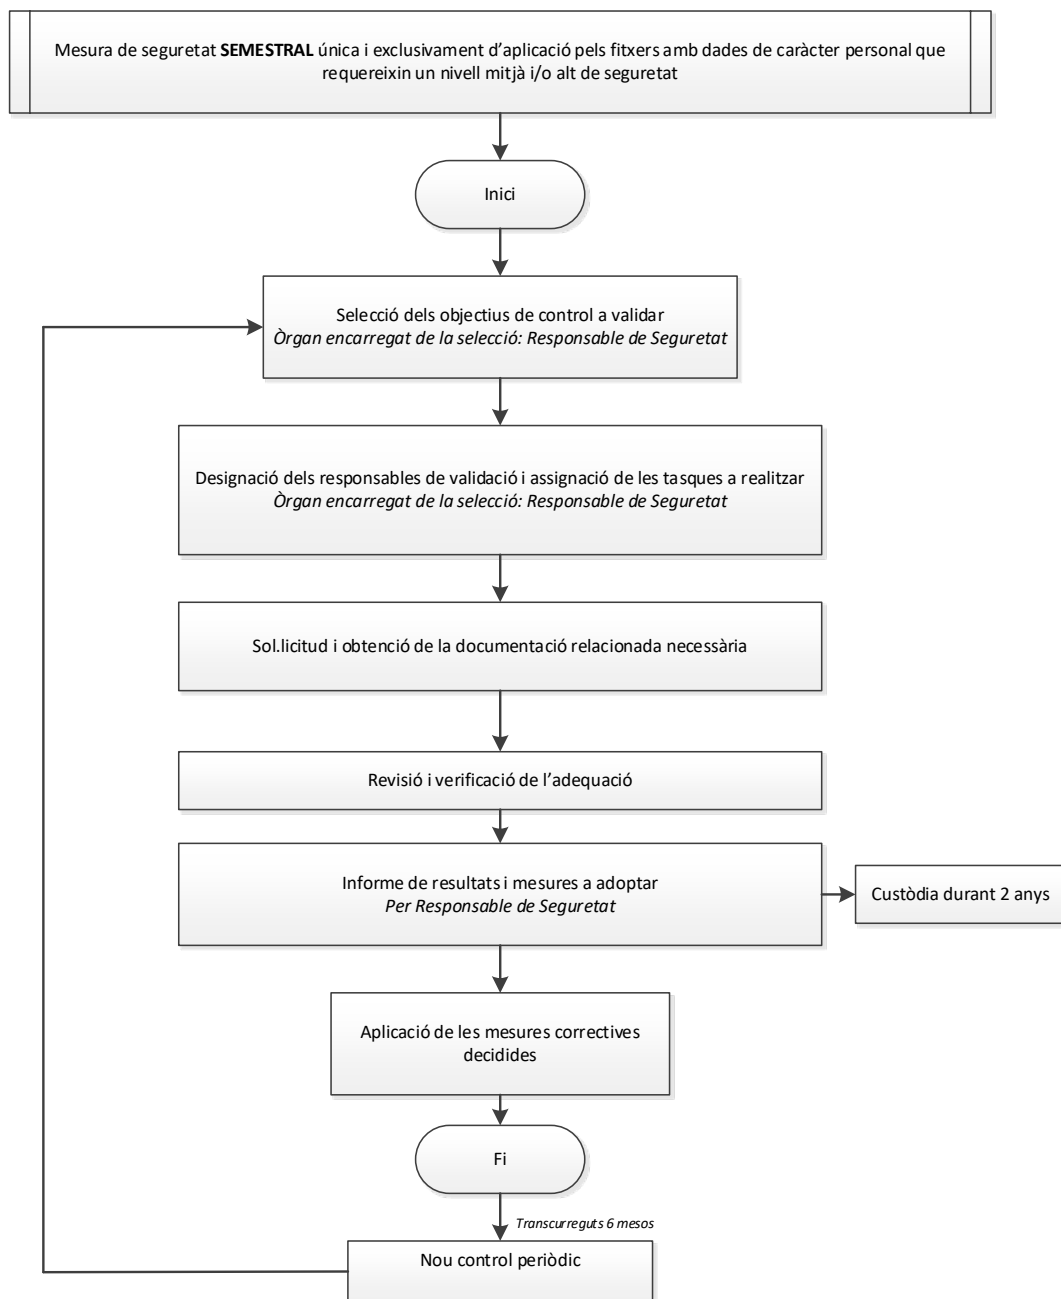 Mesura de seguretat SEMESTRAL única i exclusivament d’aplicació pels fitxers amb dades de caràcter personal que
requereixin un nivell mitjà i/o alt de seguretat
Inici
Selecció dels objectius de control a validar
Òrgan encarregat de la selecció: Responsable de Seguretat
Designació dels responsables de validació i assignació de les tasques a realitzar
Òrgan encarregat de la selecció: Responsable de Seguretat
Sol.licitud i obtenció de la documentació relacionada necessària
Revisió i verificació de l’adequació
Informe de resultats i mesures a adoptar
Per Responsable de Seguretat
Custòdia durant 2 anys
Aplicació de les mesures correctives
decidides
Fi
Transcurreguts 6 mesos
Nou control periòdic